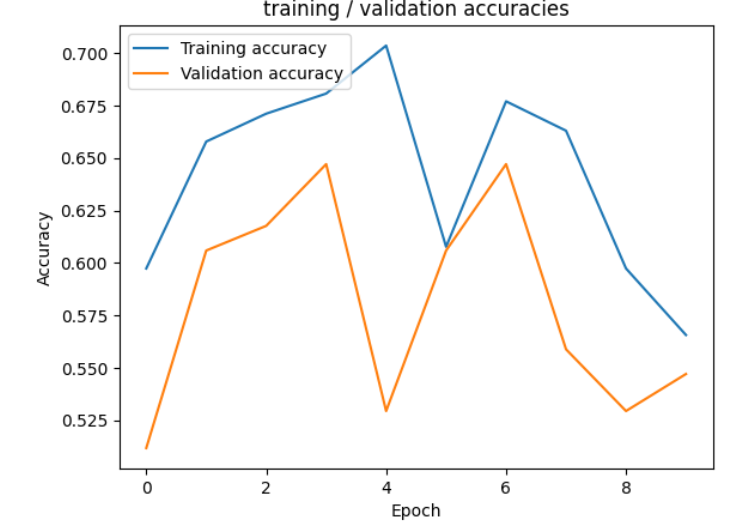 training / validation accuracies
Training accuracy
Validation accuracy
0.700
0.675
0.650
0.625
0.600
0.575
0.550
0.525
Accuracy
0 2 4 6 8
Epoch